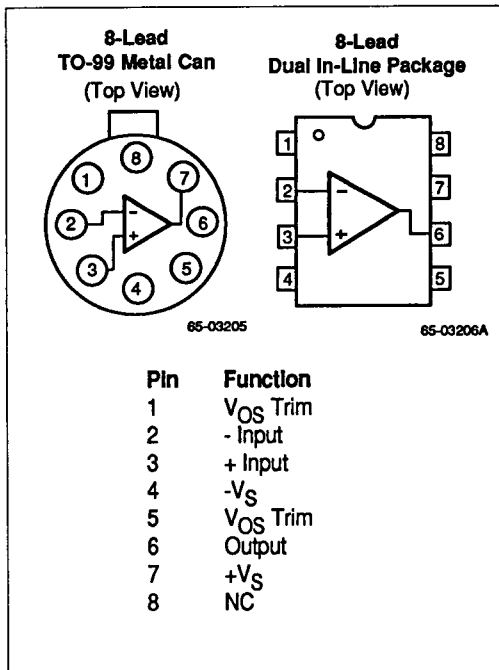 8-Lead
TO-99 Metal Can
(Top View)
8
1
7
2
-
+
6
3
5
4
65-03205
8-Lead
Dual In-Line Package
(Top View)
1
8
2
-
7
3
+
6
4
5
65-03206A
Pin Function
1 VOS Trim
2 - Input
3 + Input
4 -VS
5 VOS Trim
6 Output
7 +VS
8 NC